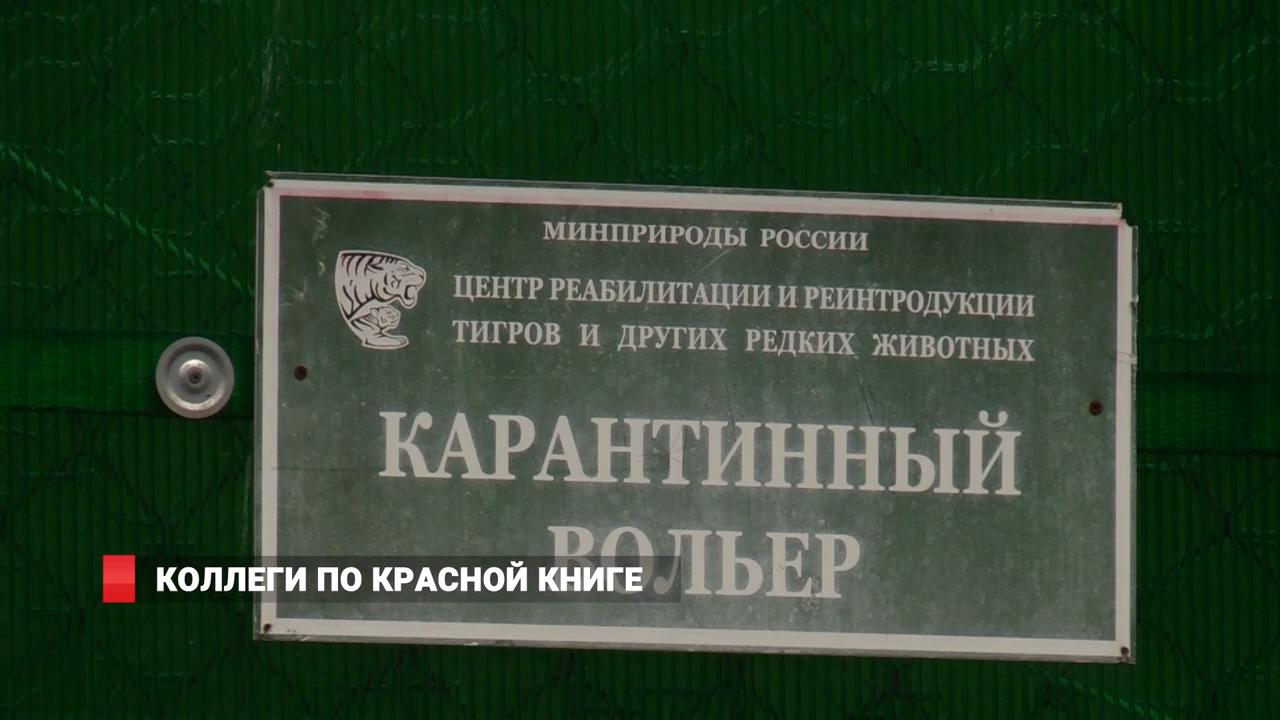 МИНПРИРОДЫ РОССИИ
ЦЕНТР РЕАБИЛИТАЦИИ И РЕИНТРОДУКЦИИ
ТИГРОВ И ДРУГИХ РЕДКИХ ЖИВОТНЫХ
КАРАНТИННЫЙ
ВОЛЬЕР
КОЛЛЕГИ ПО КРАСНОЙ КНИГЕ